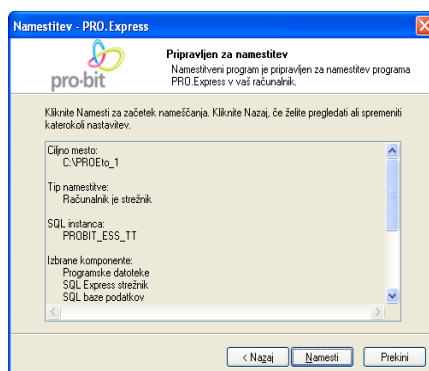 Namestitev - PRO.Express
pro·bit
Pripravljen za namestitev
Namestitveni program je pripravljen za namestitev programa
PRO.Express v vaš računalnik.
Kliknite Namesti za začetek nameščanja. Kliknite Nazaj, če želite pregledati ali spremeniti
katerokoli nastavitev.
Ciljno mesto:
C:\PROEto_1
Tip namestitve:
Računalnik je strežnik
SQL instanca:
PROBIT_ESS_TT
Izbrane komponente:
Programske datoteke
SQL Express strežnik
SQL baze podatkov
< Nazaj
Namesti
Prekini